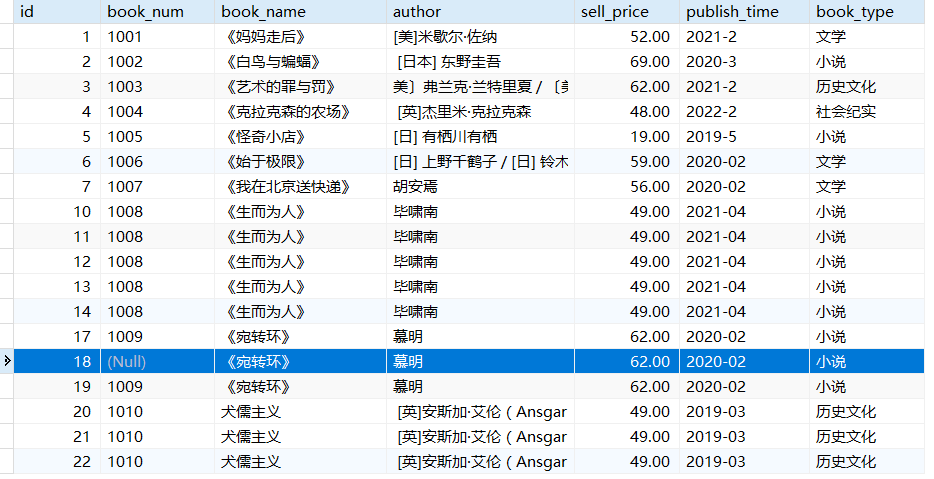 id book_num book_name author sell_price publish_time book_type
1 1001 《妈妈走后》 [美]米歇尔·佐纳 52.00 2021-2 文学
2 1002 《白鸟与蝙蝠》 [日本] 东野圭吾 69.00 2020-3 小说
3 1003 《艺术的罪与罚》 美〕弗兰克·兰特里夏 / 〔美 62.00 2021-2 历史文化
4 1004 《克拉克森的农场》 [英]杰里米·克拉克森 48.00 2022-2 社会纪实
5 1005 《怪奇小店》 [日] 有栖川有栖 19.00 2019-5 小说
6 1006 《始于极限》 [日] 上野千鹤子 / [日] 铃木 59.00 2020-02 文学
7 1007 《我在北京送快递》 胡安焉 56.00 2020-02 文学
10 1008 《生而为人》 毕啸南 49.00 2021-04 小说
11 1008 《生而为人》 毕啸南 49.00 2021-04 小说
12 1008 《生而为人》 毕啸南 49.00 2021-04 小说
13 1008 《生而为人》 毕啸南 49.00 2021-04 小说
14 1008 《生而为人》 毕啸南 49.00 2021-04 小说
17 1009 《宛转环》 慕明 62.00 2020-02 小说
18 (Null) 《宛转环》 慕明 62.00 2020-02 小说
19 1009 《宛转环》 慕明 62.00 2020-02 小说
20 1010 犬儒主义 [英]安斯加·艾伦（Ansgar 49.00 2019-03 历史文化
21 1010 犬儒主义 [英]安斯加·艾伦（Ansgar 49.00 2019-03 历史文化
22 1010 犬儒主义 [英]安斯加·艾伦（Ansgar 49.00 2019-03 历史文化